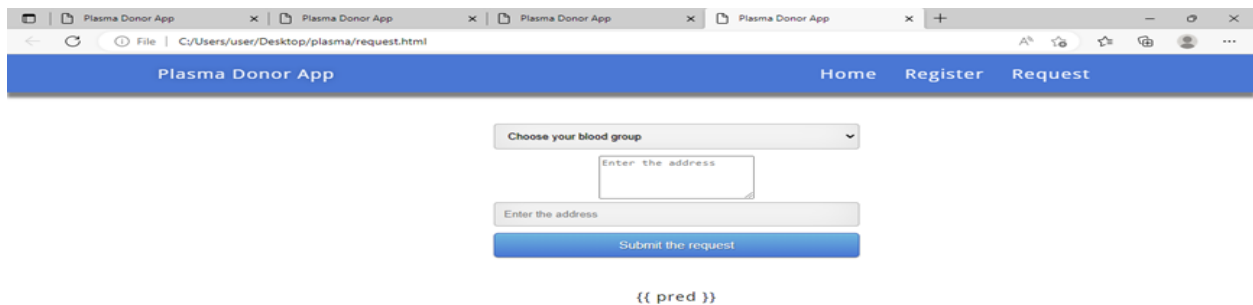 Plasma Donor App Plasma Donor App Plasma Donor App Plasma Donor App
File C:/Users/user/Desktop/plasma/request.html
Plasma Donor App Home Register Request
Choose your blood group
Enter the address
Enter the address
Submit the request
{{ pred }}